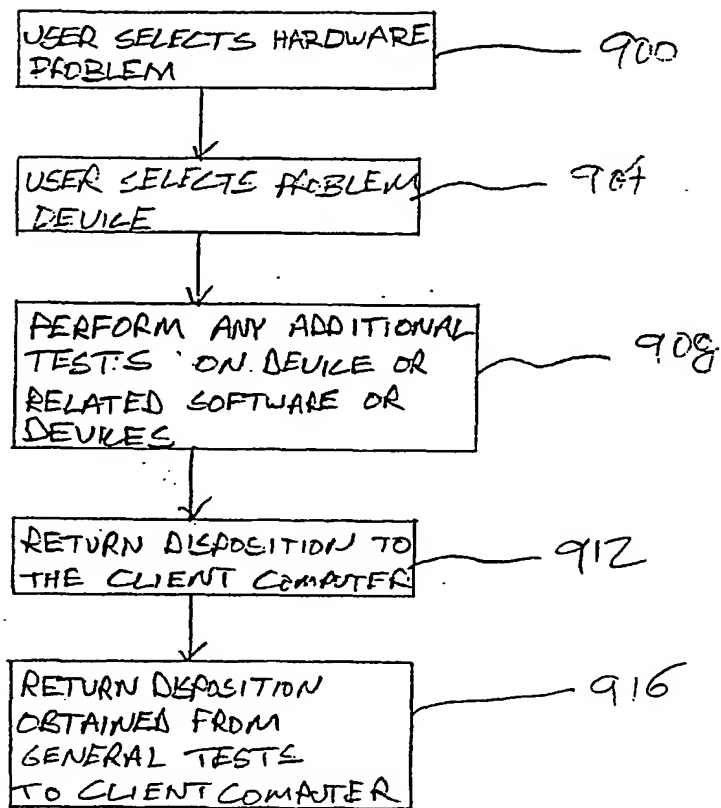 USER SELECTS HARDWARE
PROBLEM
900
USER SELECTS PROBLEM
DEVICE
904
PERFORM ANY ADDITIONAL
TESTS ON DEVICE OR
RELATED SOFTWARE OR
DEVICES
908
RETURN DISPOSITION TO
THE CLIENT COMPUTER
912
RETURN DISPOSITION
OBTAINED FROM
GENERAL TESTS
TO CLIENT COMPUTER
916